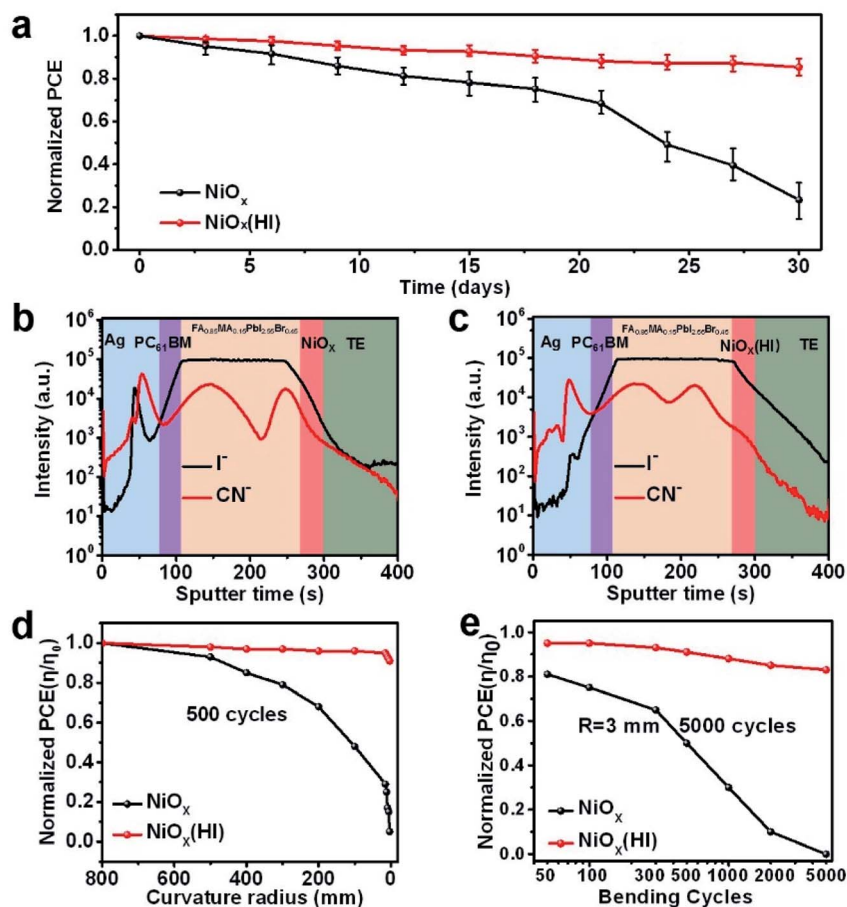 a
Normalized PCE
1.0
0.8
0.6
0.4
0.2
0.0
NiOx
NiOx(HI)
0 5 10 15 20 25 30
Time (days)
b
Intensity (a.u.)
10^6
10^5
10^4
10^3
10^2
10^1
10^0
Ag PC61BM FA0.85MA0.15PbI2.55Br0.45 NiOx TE
I-
CN-
0 100 200 300 400
Sputter time (s)
c
Intensity (a.u.)
10^6
10^5
10^4
10^3
10^2
10^1
10^0
Ag PC61BM FA0.85MA0.15PbI2.55Br0.45 NiOx(HI) TE
I-
CN-
0 100 200 300 400
Sputter time (s)
d
Normalized PCE(η/η0)
1.0
0.8
0.6
0.4
0.2
0.0
500 cycles
NiOx
NiOx(HI)
800 600 400 200 0
Curvature radius (mm)
e
Normalized PCE(η/η0)
1.0
0.8
0.6
0.4
0.2
0.0
R=3 mm 5000 cycles
NiOx
NiOx(HI)
50 100 300 500 1000 2000 5000
Bending Cycles